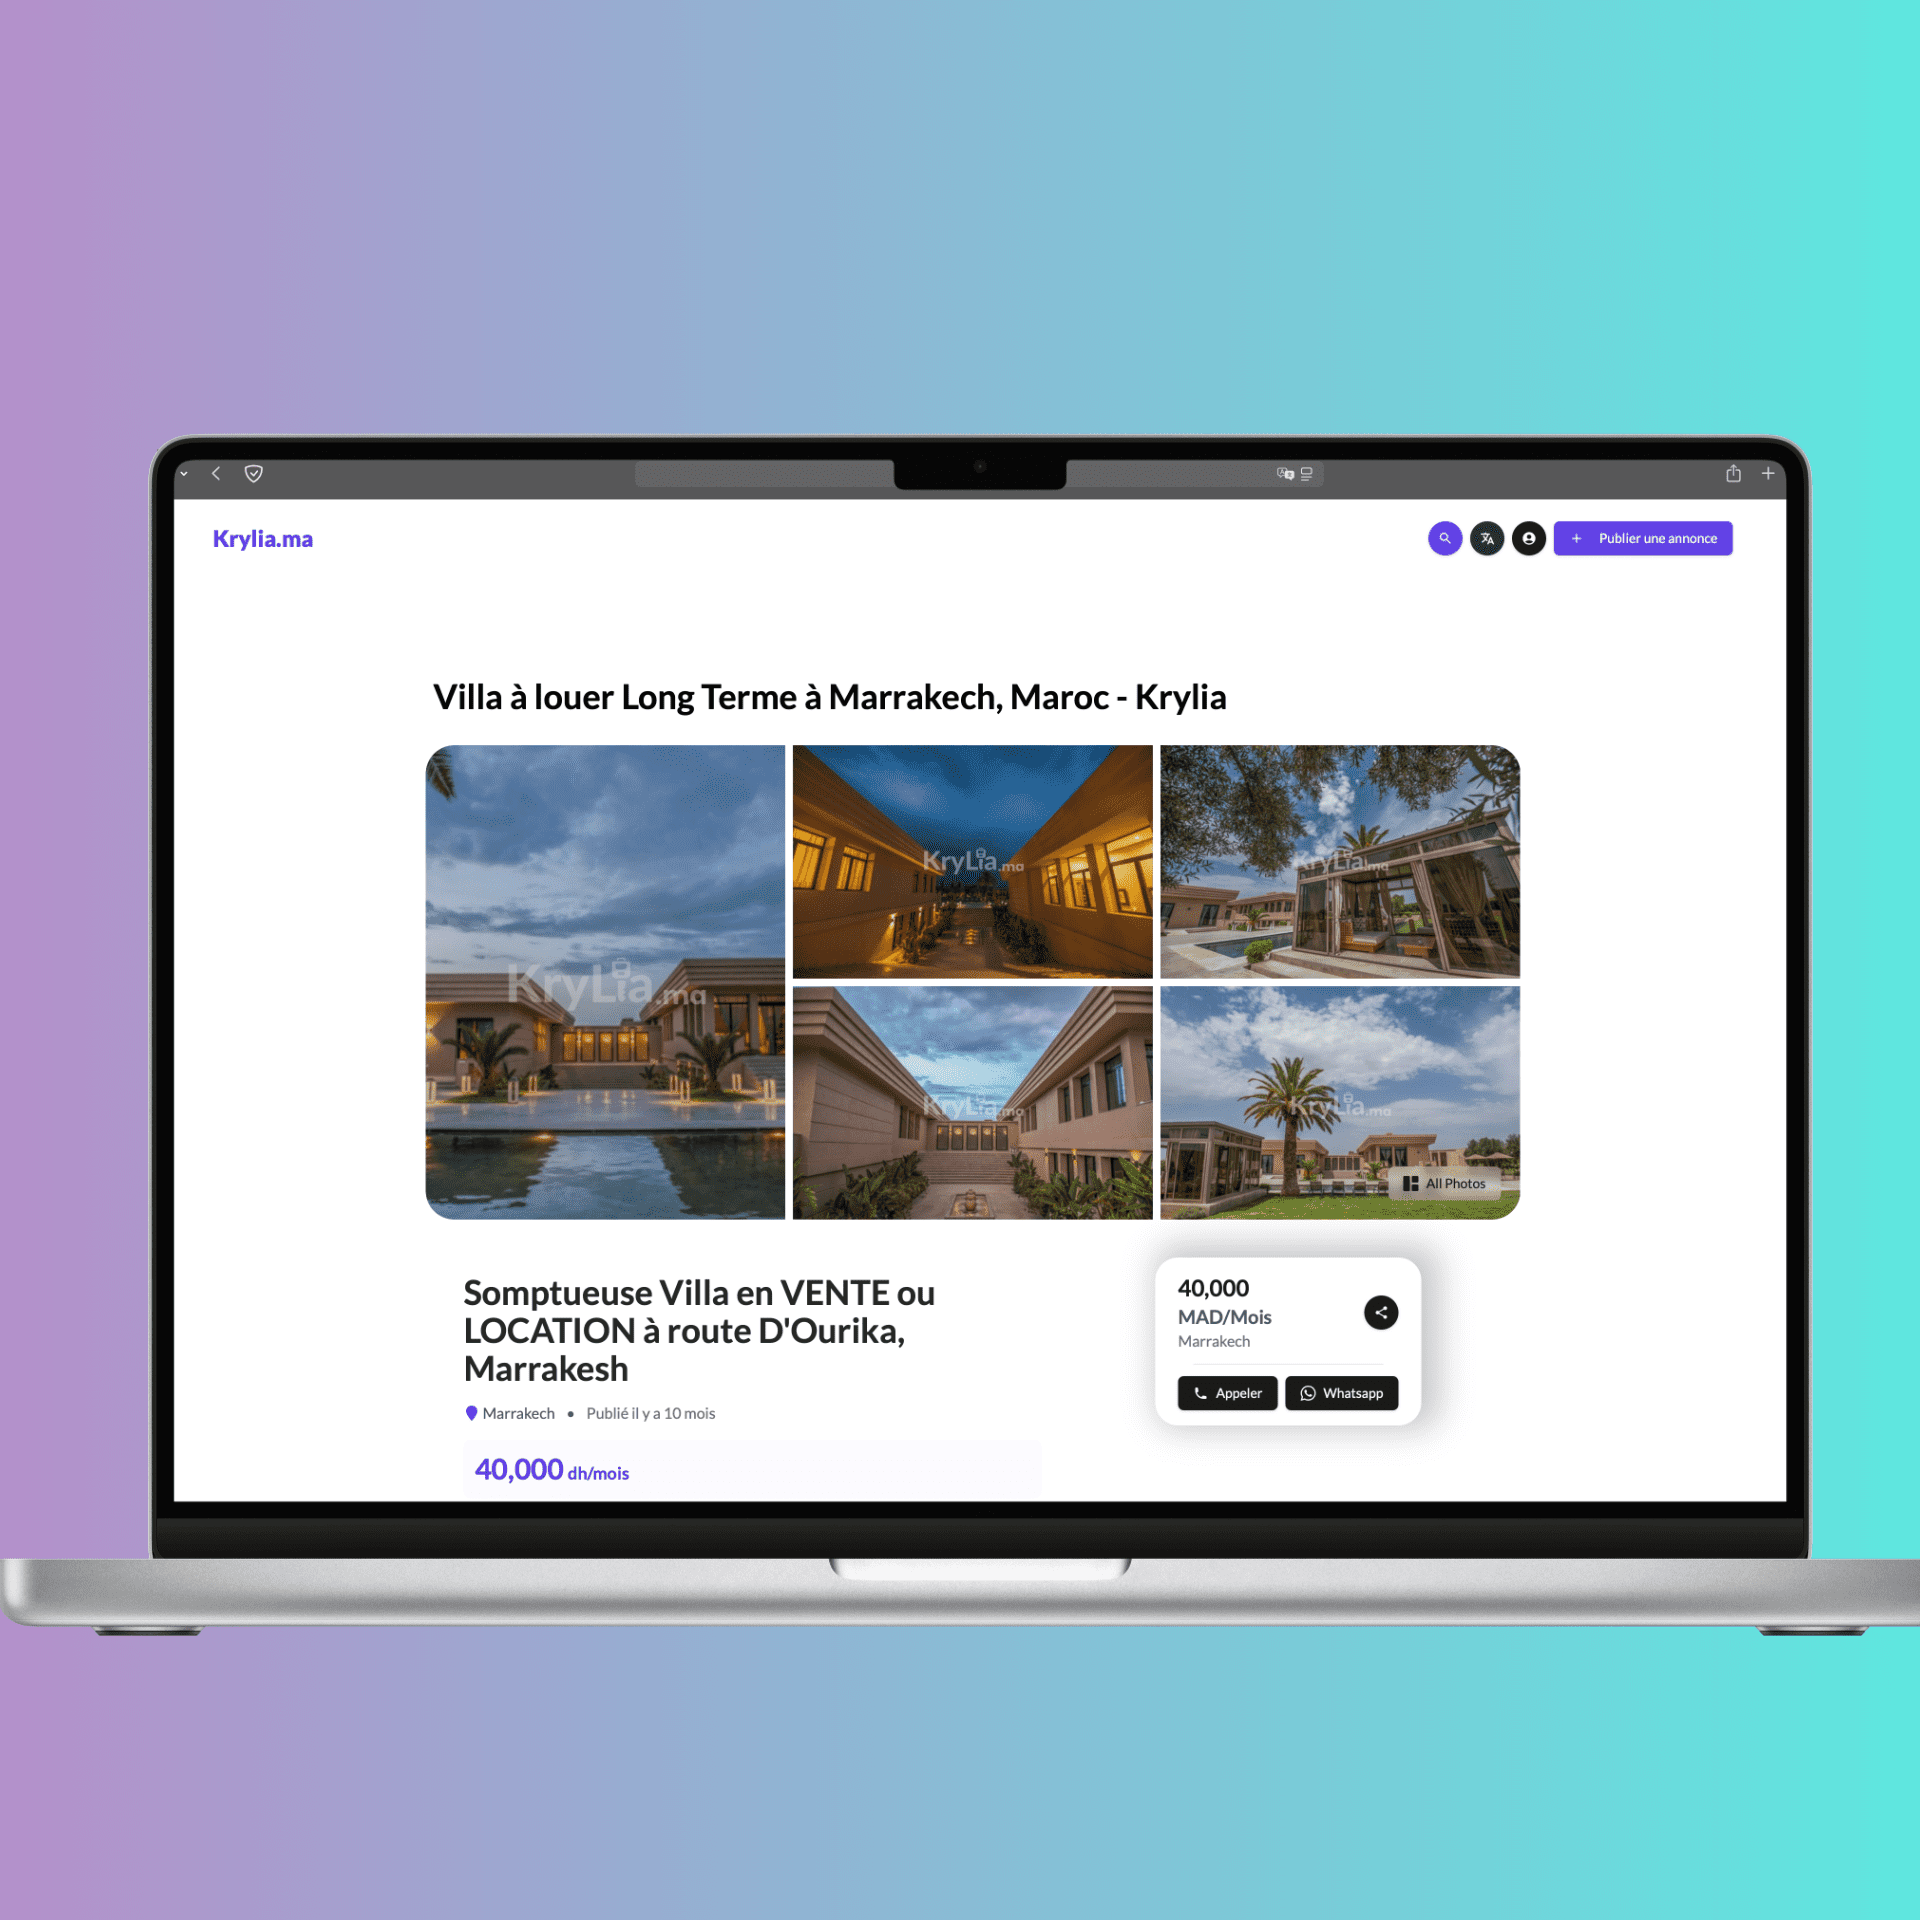 Krylia.ma
Publier une annonce
Villa à louer Long Terme à Marrakech, Maroc - Krylia
KryLia.ma
KryLia.ma
KryLia.ma
KryLia.ma
KryLia.ma
All Photos
Somptueuse Villa en VENTE ou
LOCATION à route D'Ourika,
Marrakesh
Marrakech • Publié il y a 10 mois
40,000 dh/mois
40,000
MAD/Mois
Marrakech
Appeler
Whatsapp